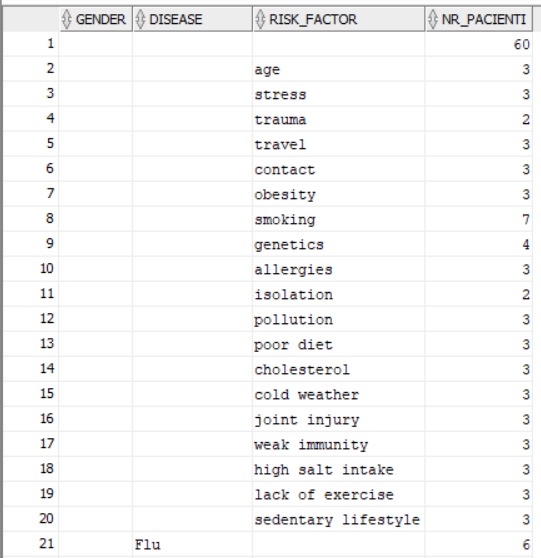 GENDER DISEASE RISK_FACTOR NR_PACIENTI
1 60
2 age 3
3 stress 3
4 trauma 2
5 travel 3
6 contact 3
7 obesity 3
8 smoking 7
9 genetics 4
10 allergies 3
11 isolation 2
12 pollution 3
13 poor diet 3
14 cholesterol 3
15 cold weather 3
16 joint injury 3
17 weak immunity 3
18 high salt intake 3
19 lack of exercise 3
20 sedentary lifestyle 3
21 Flu 6